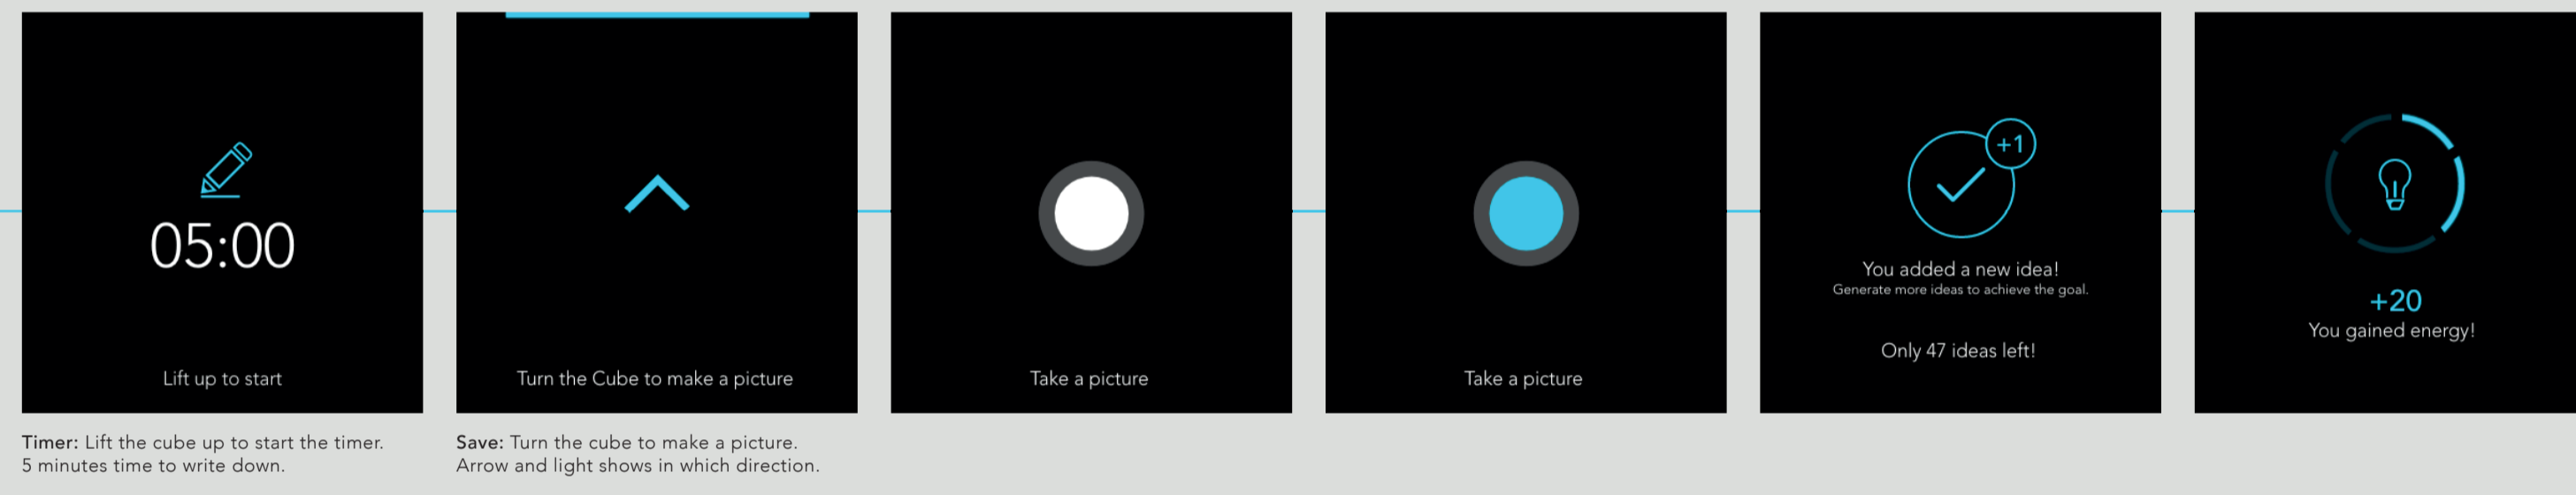 05:00
Lift up to start
Timer: Lift the cube up to start the timer.
5 minutes time to write down.
Turn the Cube to make a picture
Save: Turn the cube to make a picture.
Arrow and light shows in which direction.
Take a picture
Take a picture
+1
You added a new idea!
Generate more ideas to achieve the goal.
Only 47 ideas left!
+20
You gained energy!